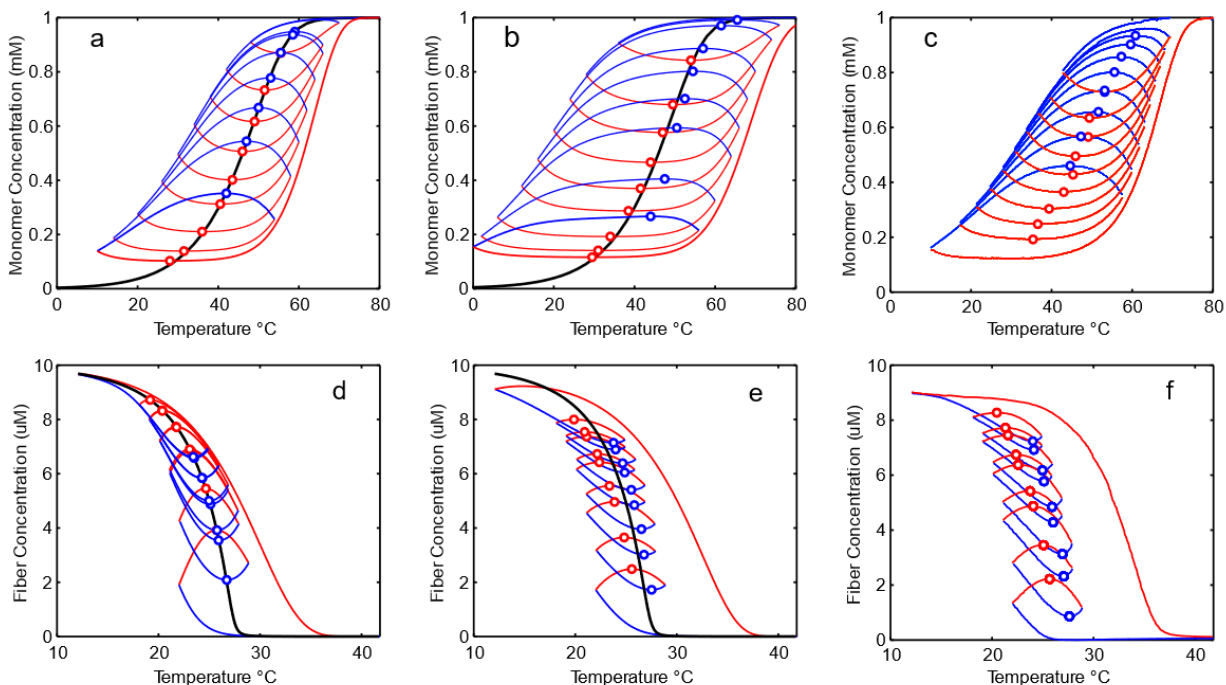 a
Monomer Concentration (mM)
1
0.8
0.6
0.4
0.2
0
0 20 40 60 80
Temperature °C
b
Monomer Concentration (mM)
1
0.8
0.6
0.4
0.2
0
0 20 40 60 80
Temperature °C
c
Monomer Concentration (mM)
1
0.8
0.6
0.4
0.2
0
0 20 40 60 80
Temperature °C
d
Fiber Concentration (uM)
10
8
6
4
2
0
10 20 30 40
Temperature °C
e
Fiber Concentration (uM)
10
8
6
4
2
0
10 20 30 40
Temperature °C
f
Fiber Concentration (uM)
10
8
6
4
2
0
10 20 30 40
Temperature °C